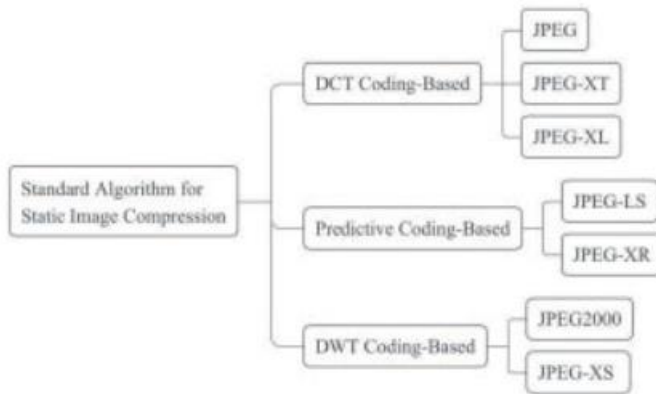 JPEG
DCT Coding-Based
JPEG-XT
JPEG-XL
Standard Algorithm for
Static Image Compression
JPEG-LS
Predictive Coding-Based
JPEG-XR
JPEG2000
DWT Coding-Based
JPEG-XS